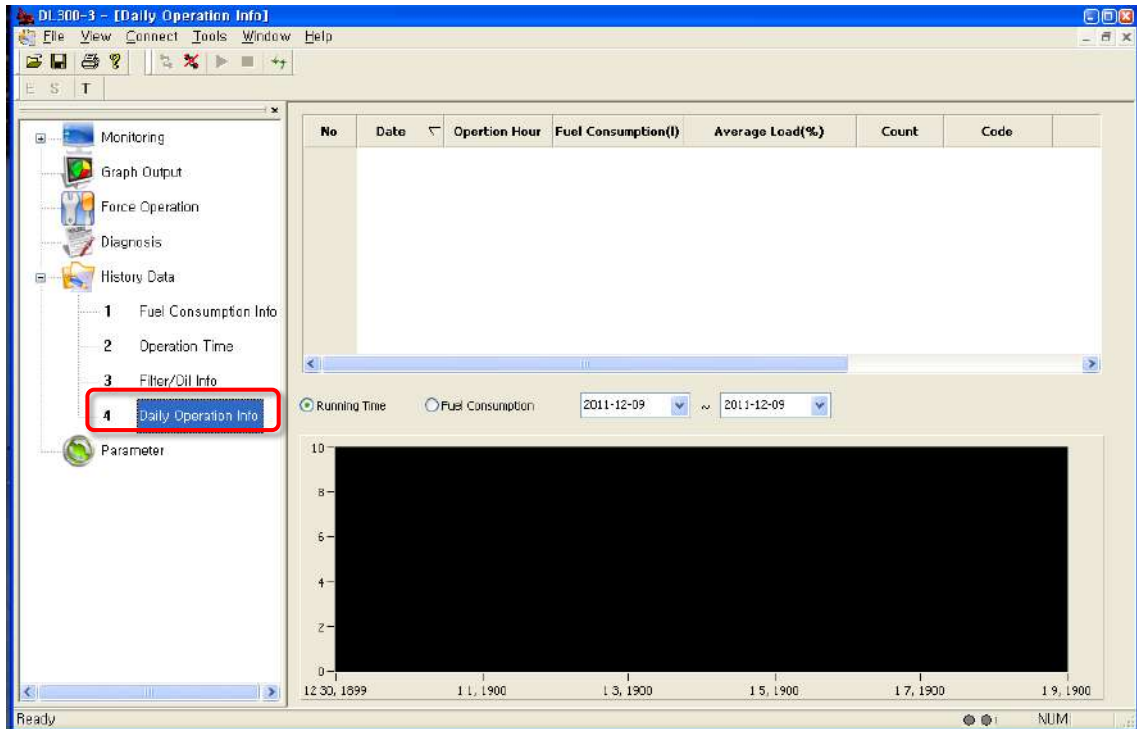 DL300-3 - [Daily Operation Info]
File View Connect Tools Window Help
E S T
Monitoring
Graph Output
Force Operation
Diagnosis
History Data
1 Fuel Consumption Info
2 Operation Time
3 Filter/Oil Info
4 Daily Operation Info
Parameter
No Date Opertion Hour Fuel Consumption(l) Average Load(%) Count Code
Running Time Fuel Consumption 2011-12-09 ~ 2011-12-09
10
8
6
4
2
0
12 30, 1899 1 1, 1900 1 3, 1900 1 5, 1900 1 7, 1900 1 9, 1900
Ready NUM